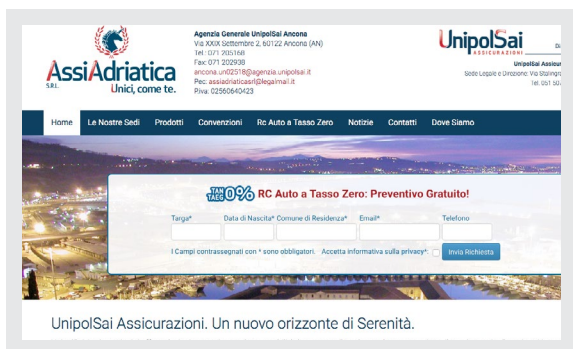 AssiAdriatica
S.R.L.
Unici, come te.
Agenzia Generale UnipolSai Ancona
Via XXIX Settembre 2, 60122 Ancona (AN)
Tel.: 071 205168
Fax: 071 202938
ancona.un02518@agenzia.unipolsai.it
Pec: assiadriaticasrl@legalmail.it
P.iva: 02560640423
UnipolSai
ASSICURAZIONI
UnipolSai Assicur
Sede Legale e Direzione: Via Stalingr
Tel: 051 50
Home Le Nostre Sedi Prodotti Convenzioni Rc Auto a Tasso Zero Notizie Contatti Dove Siamo
TAN TAEG 0% RC Auto a Tasso Zero: Preventivo Gratuito!
Targa* Data di Nascita* Comune di Residenza* Email* Telefono
I Campi contrassegnati con * sono obbligatori. Accetta informativa sulla privacy*: Invia Richiesta
UnipolSai Assicurazioni. Un nuovo orizzonte di Serenità.